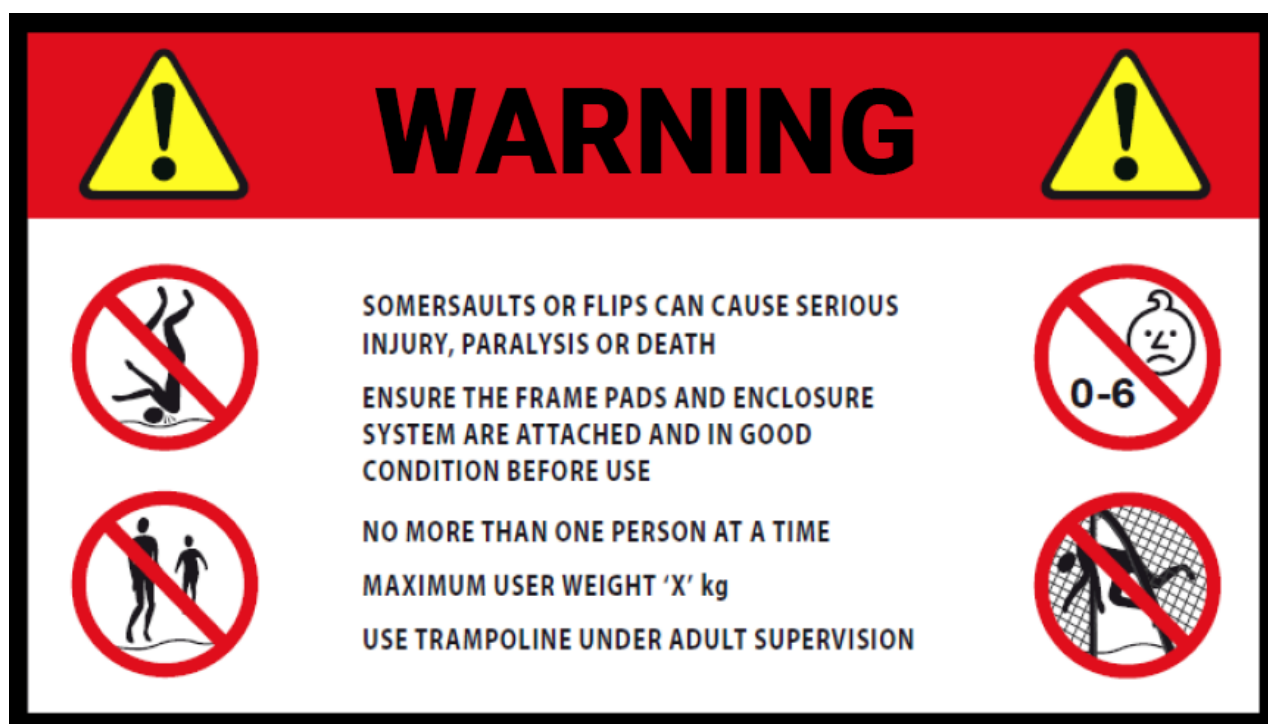 WARNING
SOMERSAULTS OR FLIPS CAN CAUSE SERIOUS
INJURY, PARALYSIS OR DEATH
ENSURE THE FRAME PADS AND ENCLOSURE
SYSTEM ARE ATTACHED AND IN GOOD
CONDITION BEFORE USE
NO MORE THAN ONE PERSON AT A TIME
MAXIMUM USER WEIGHT ‘X’ kg
USE TRAMPOLINE UNDER ADULT SUPERVISION
0-6